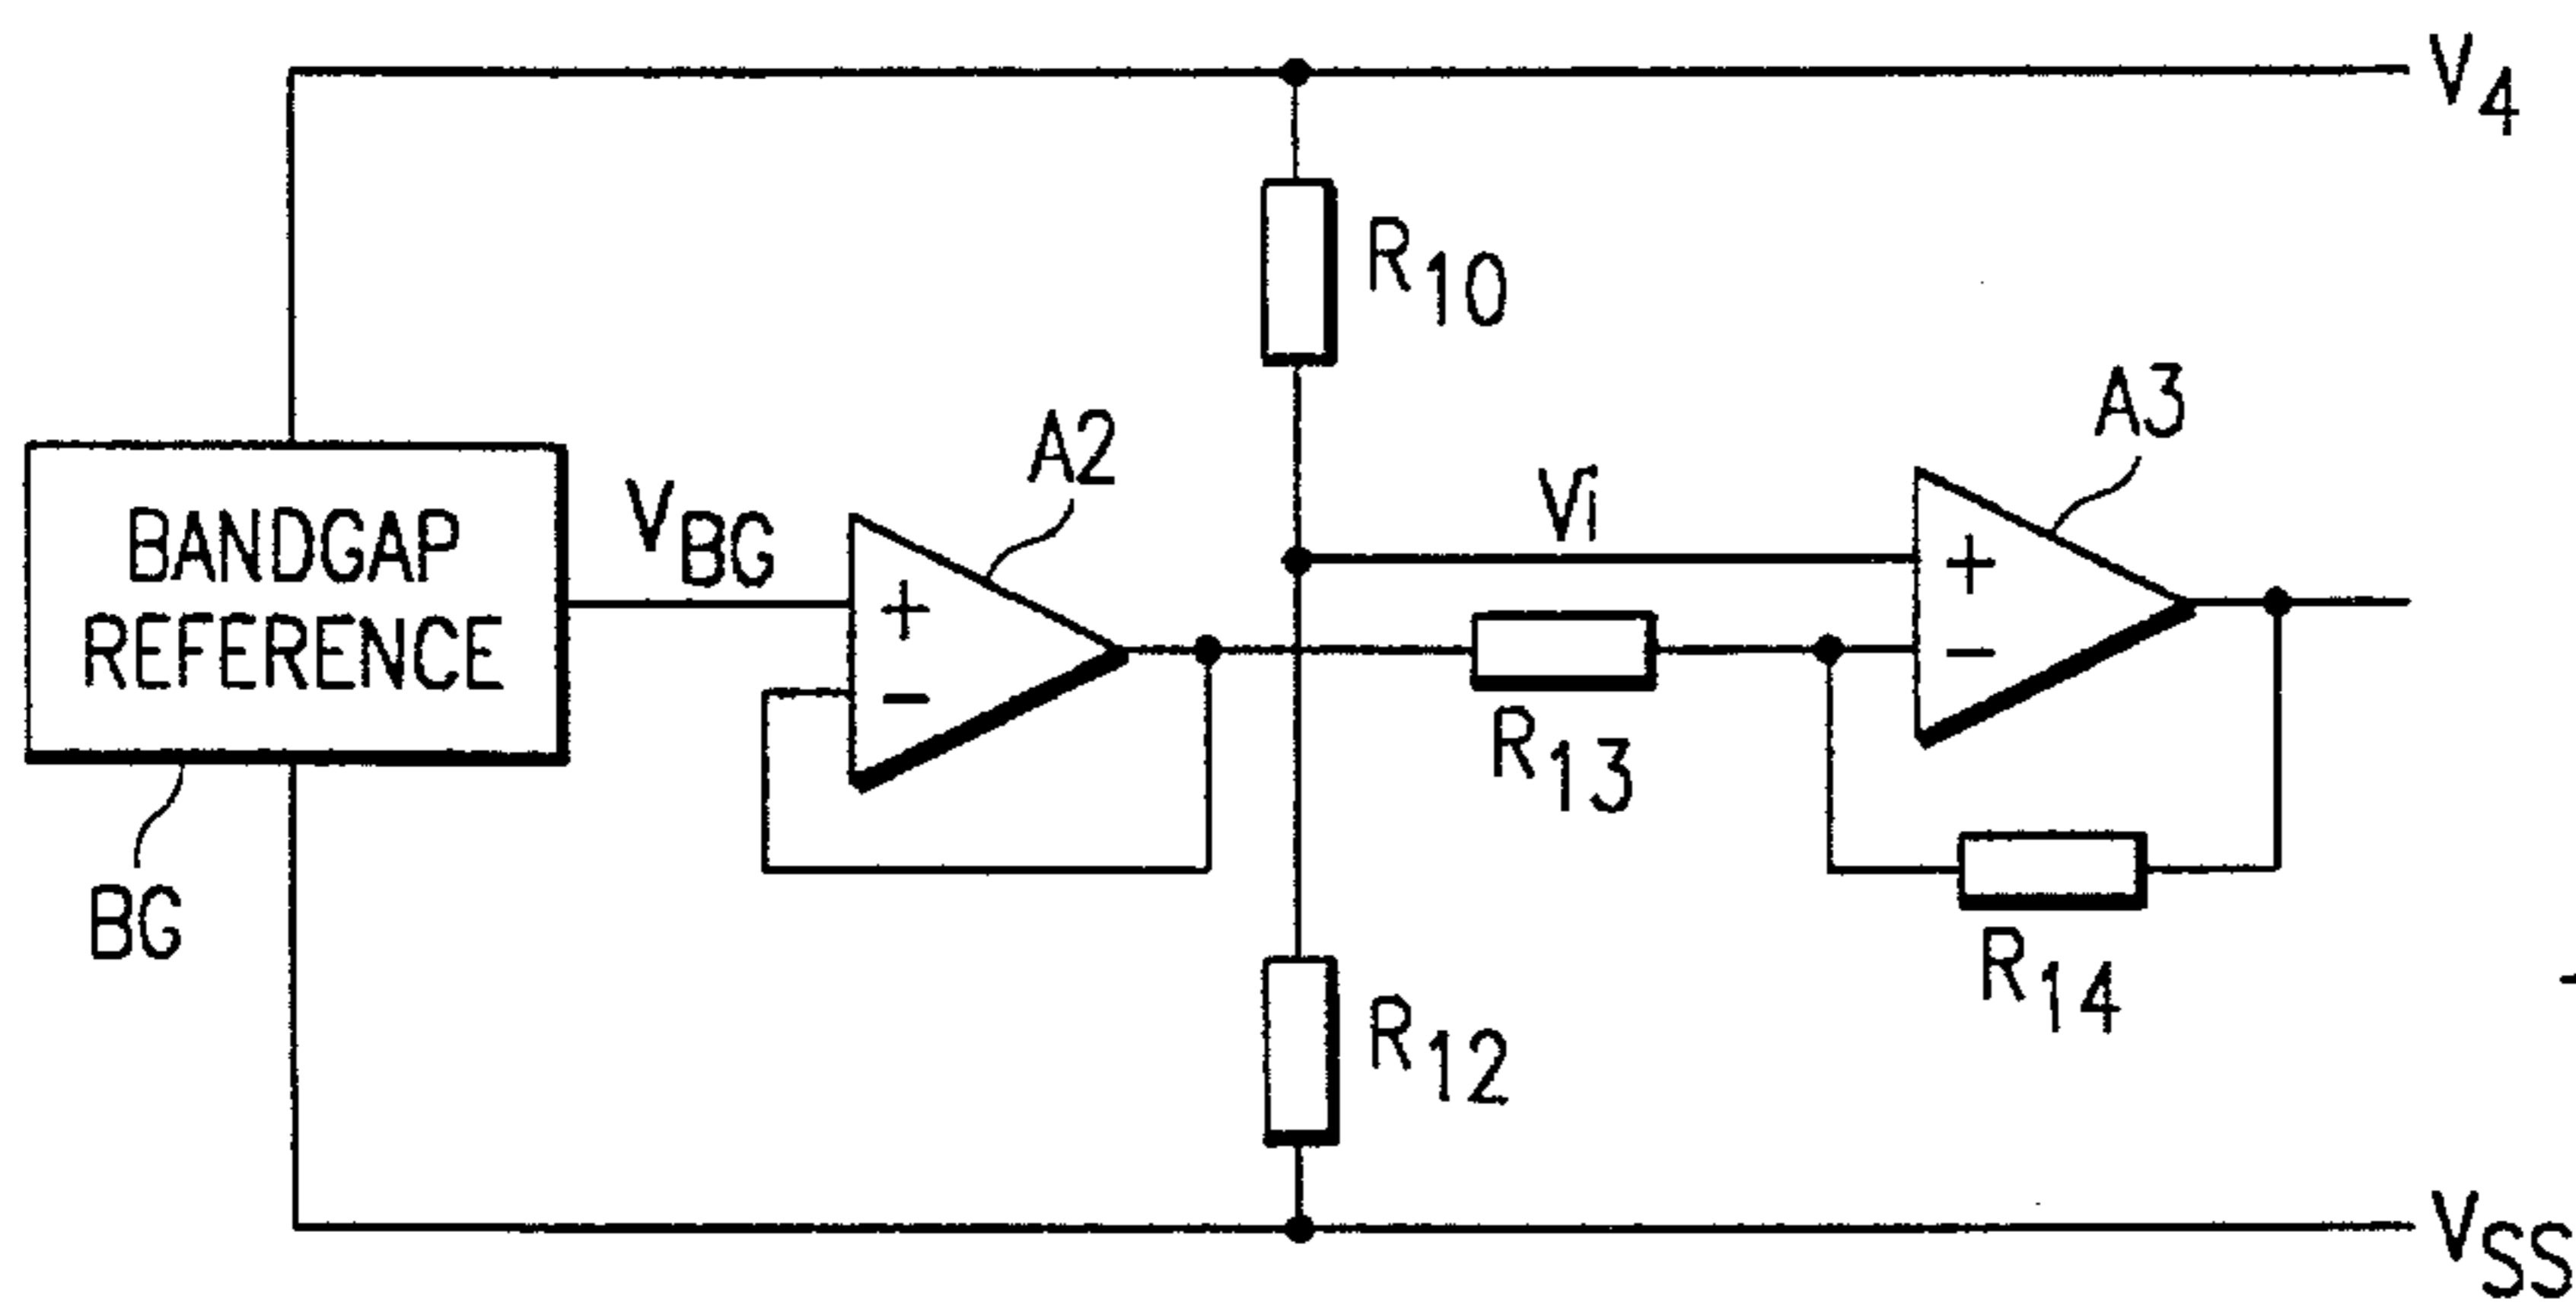 V4
R10
A3
A2
Vi
BANDGAP
REFERENCE
VBG
+
−
+
−
R13
BG
R14
R12
VSS